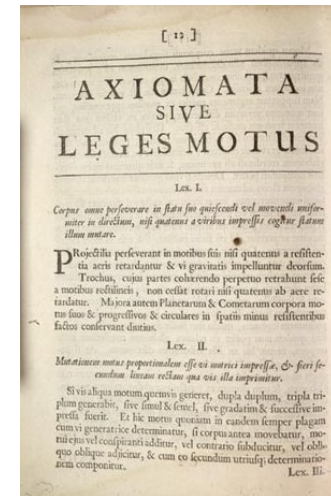 [ 12 ]
AXIOMATA
SIVE
LEGES MOTUS
Lex. I.
Corpus omne perseverare in statu suo quiescendi vel movendi unifor-
miter in directum, nisi quatenus a viribus impressis cogitur statum
illum mutare.
PRojectilia perseverant in motibus suis nisi quatenus a resisten-
tia aeris retardantur & vi gravitatis impelluntur deorsum.
Trochus, cujus partes cohærendo perpetuo retrahunt sese
a motibus rectilineis, non cessat rotari nisi quatenus ab aere re-
tardatur. Majora autem Planetarum & Cometarum corpora mo-
tus suos & progressivos & circulares in spatiis minus resistentibus
factos conservant diutius.
Lex. II.
Mutationem motus proportionalem esse vi motrici impressæ, & fieri se-
cundum lineam rectam qua vis illa imprimitur.
Si vis aliqua motum quemvis generet, dupla duplum, tripla tri-
plum generabit, sive simul & semel, sive gradatim & successive im-
pressa fuerit. Et hic motus quoniam in eandem semper plagam
cum vi generatrice determinatur, si corpus antea movebatur, mo-
tui ejus vel conspiranti additur, vel contrario subducitur, vel obli-
quo oblique adjicitur, & cum eo secundum utriusq; determinatio-
nem componitur.
Lex. III.